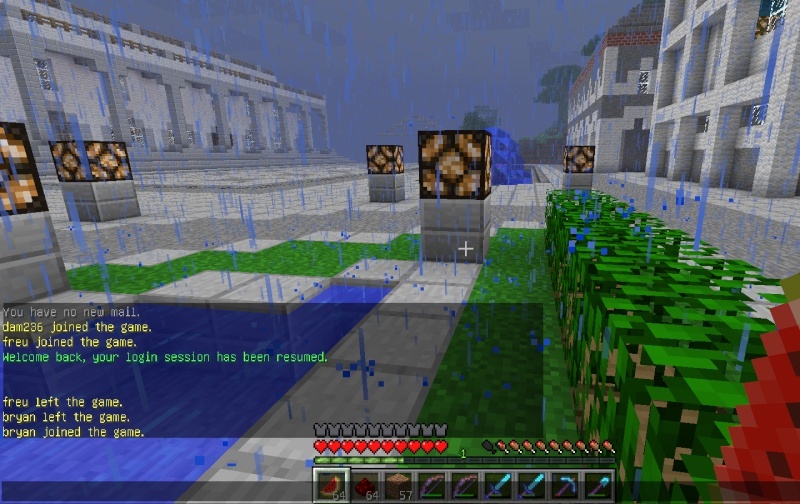 You have no new mail.
dam236 joined the game.
freu joined the game.
Welcome back, your login session has been resumed.
freu left the game.
bryan left the game.
bryan joined the game.
1
64 64 57